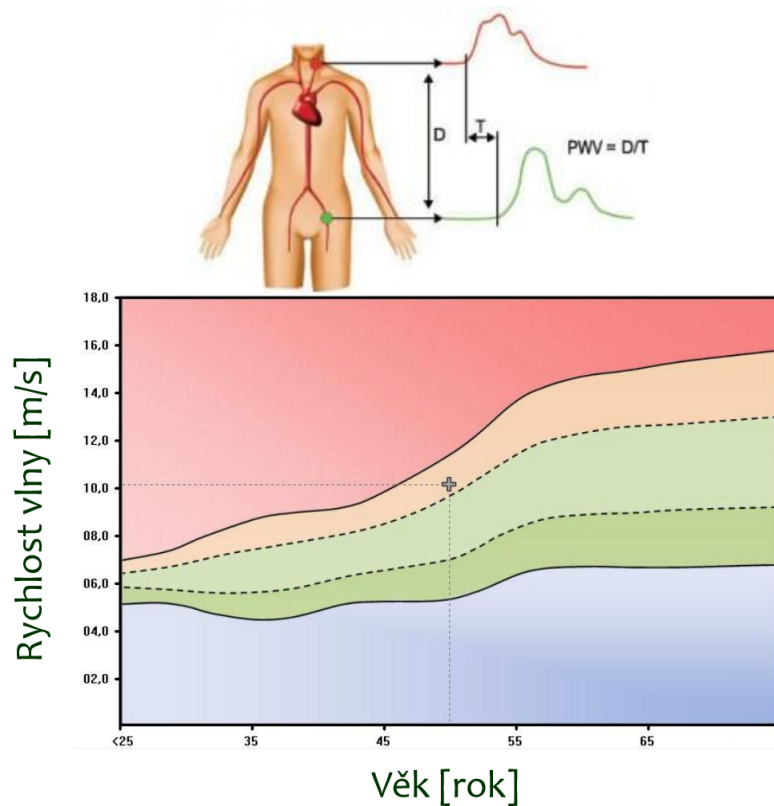 T
D
PWV = D/T
Rychlost vlny [m/s]
18,0
16,0
14,0
12,0
10,0
08,0
06,0
04,0
02,0
<25
35
45
55
65
Věk [rok]